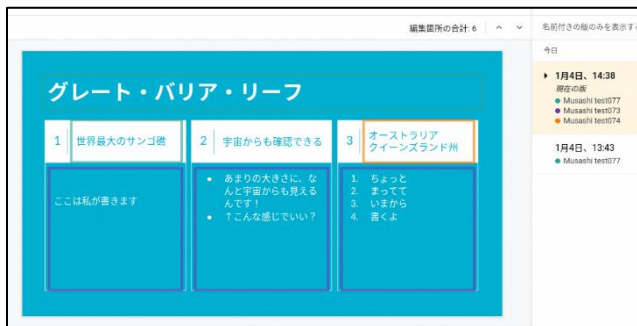 編集箇所の合計: 6
名前付きの版のみを表示す
今日
1月4日、14:38
現在の版
Musashi test077
Musashi test073
Musashi test074
1月4日、13:43
Musashi test077
グレート・バリア・リーフ
1 世界最大のサンゴ礁
2 宇宙からも確認できる
3 オーストラリア
クイーンズランド州
ここは私が書きます
● あまりの大きさに、な
んと宇宙からも見える
んです！
● ↑こんな感じでいい？
1. ちょっと
2. まってて
3. いまから
4. 書くよ